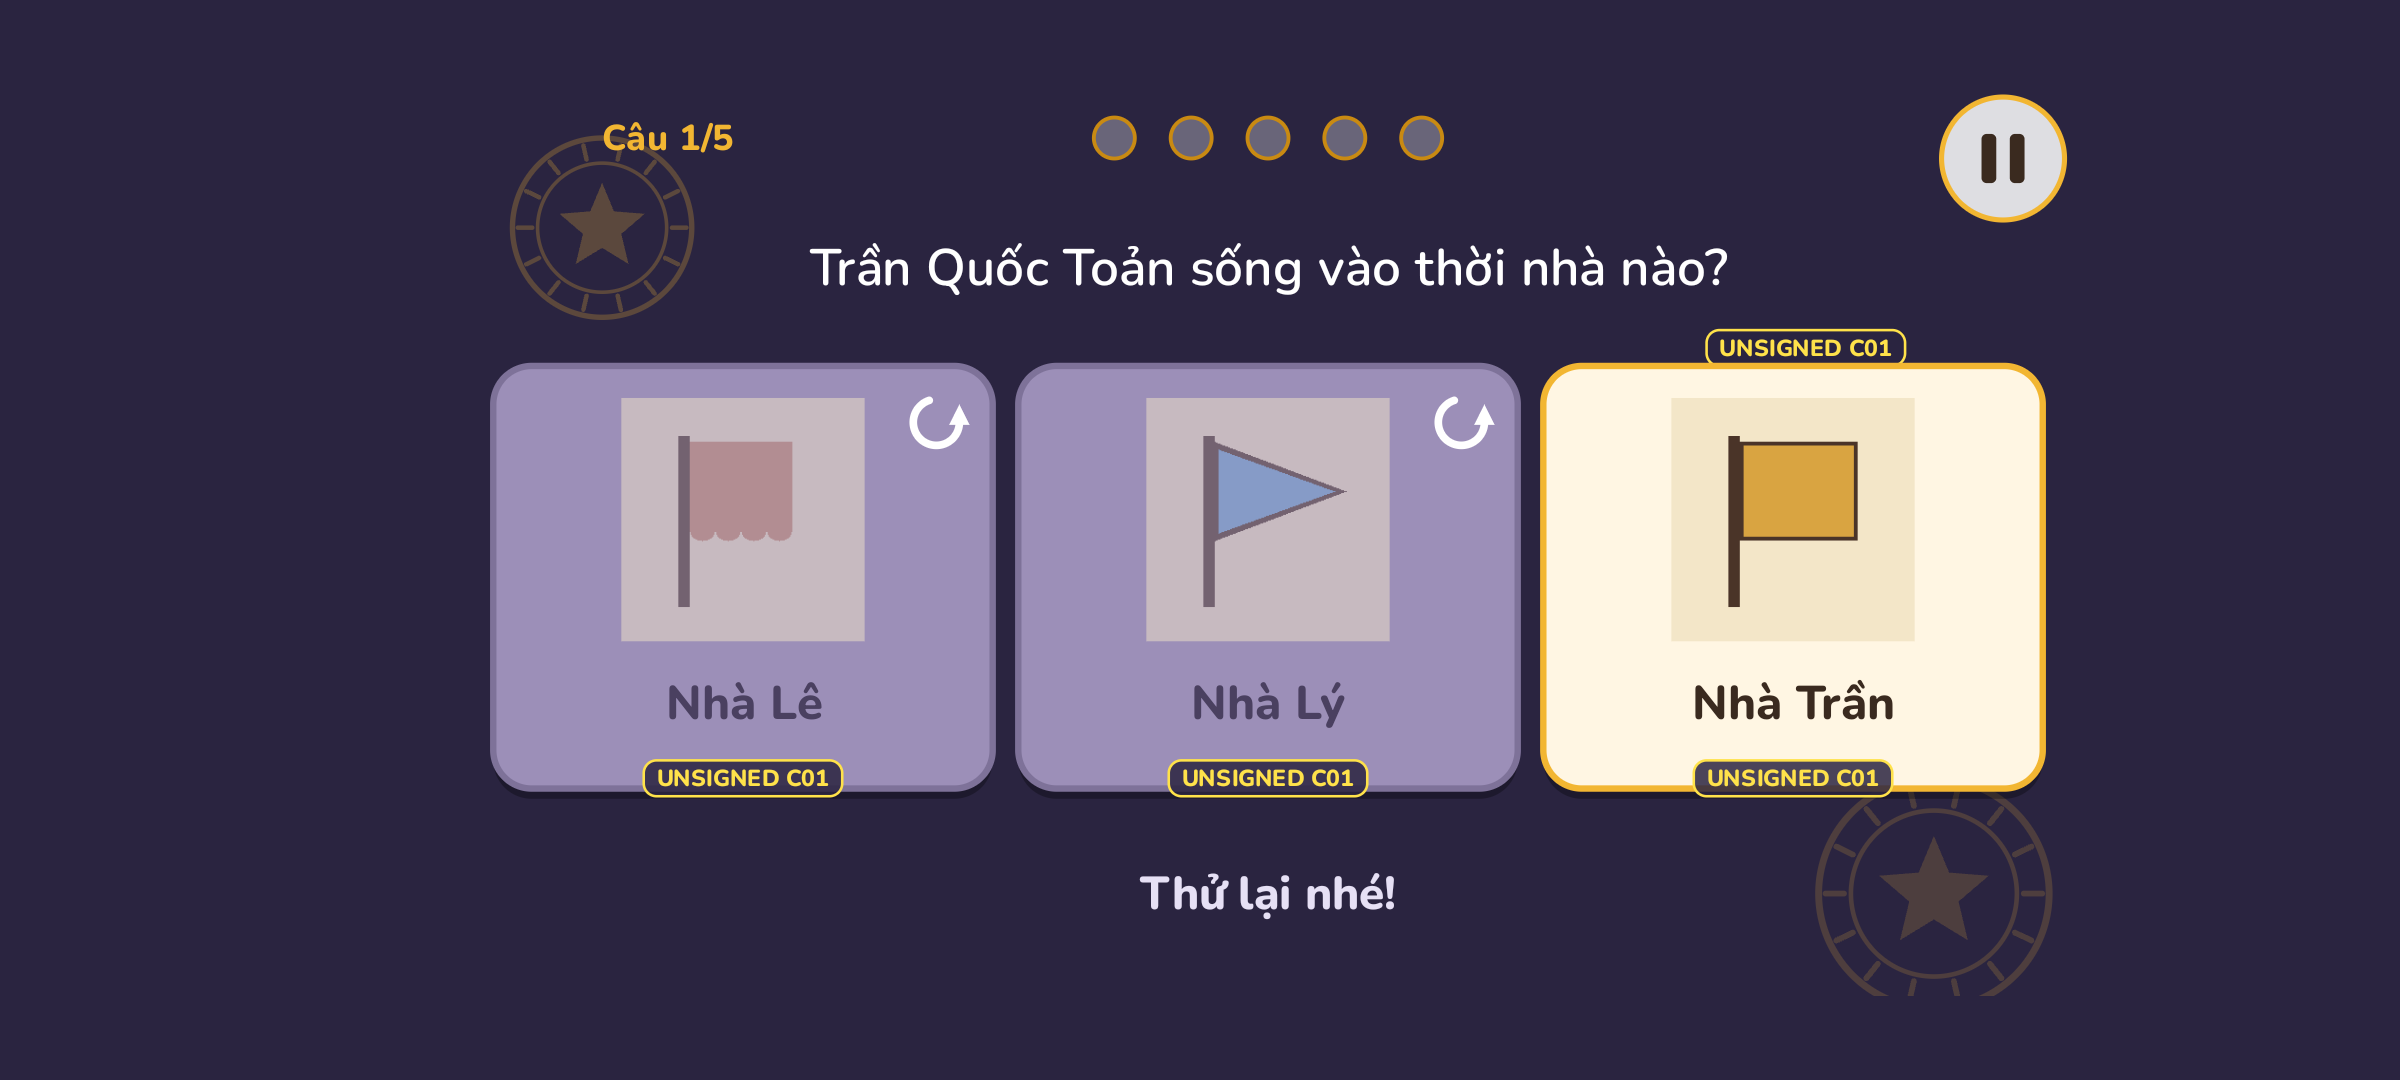 Câu 1/5
Trần Quốc Toản sống vào thời nhà nào?
UNSIGNED C01
Nhà Lê
Nhà Lý
Nhà Trần
UNSIGNED C01
UNSIGNED C01
UNSIGNED C01
Thử lại nhé!